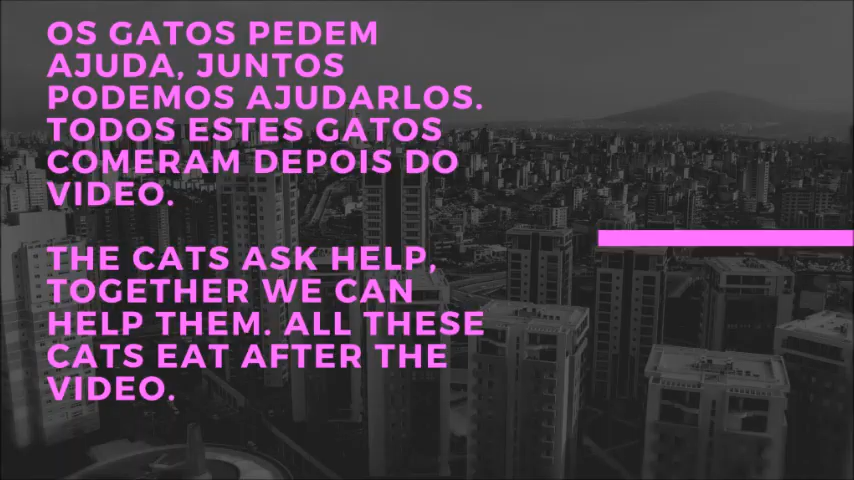 OS GATOS PEDEM
AJUDA, JUNTOS
PODEMOS AJUDARLOS.
TODOS ESTES GATOS
COMERAM DEPOIS DO
VIDEO.
THE CATS ASK HELP,
TOGETHER WE CAN
HELP THEM. ALL THESE
CATS EAT AFTER THE
VIDEO.